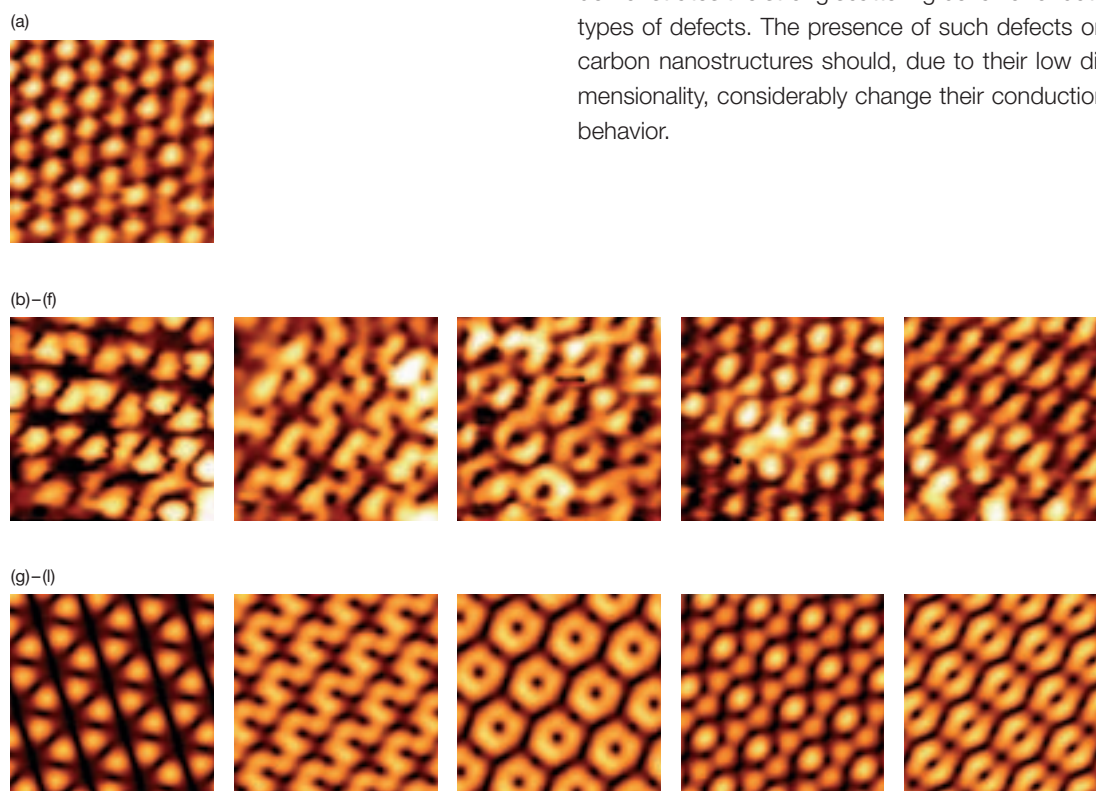 (a)
types of defects. The presence of such defects on
carbon nanostructures should, due to their low di-
mensionality, considerably change their conduction
behavior.
(b)–(f)
(g)–(l)